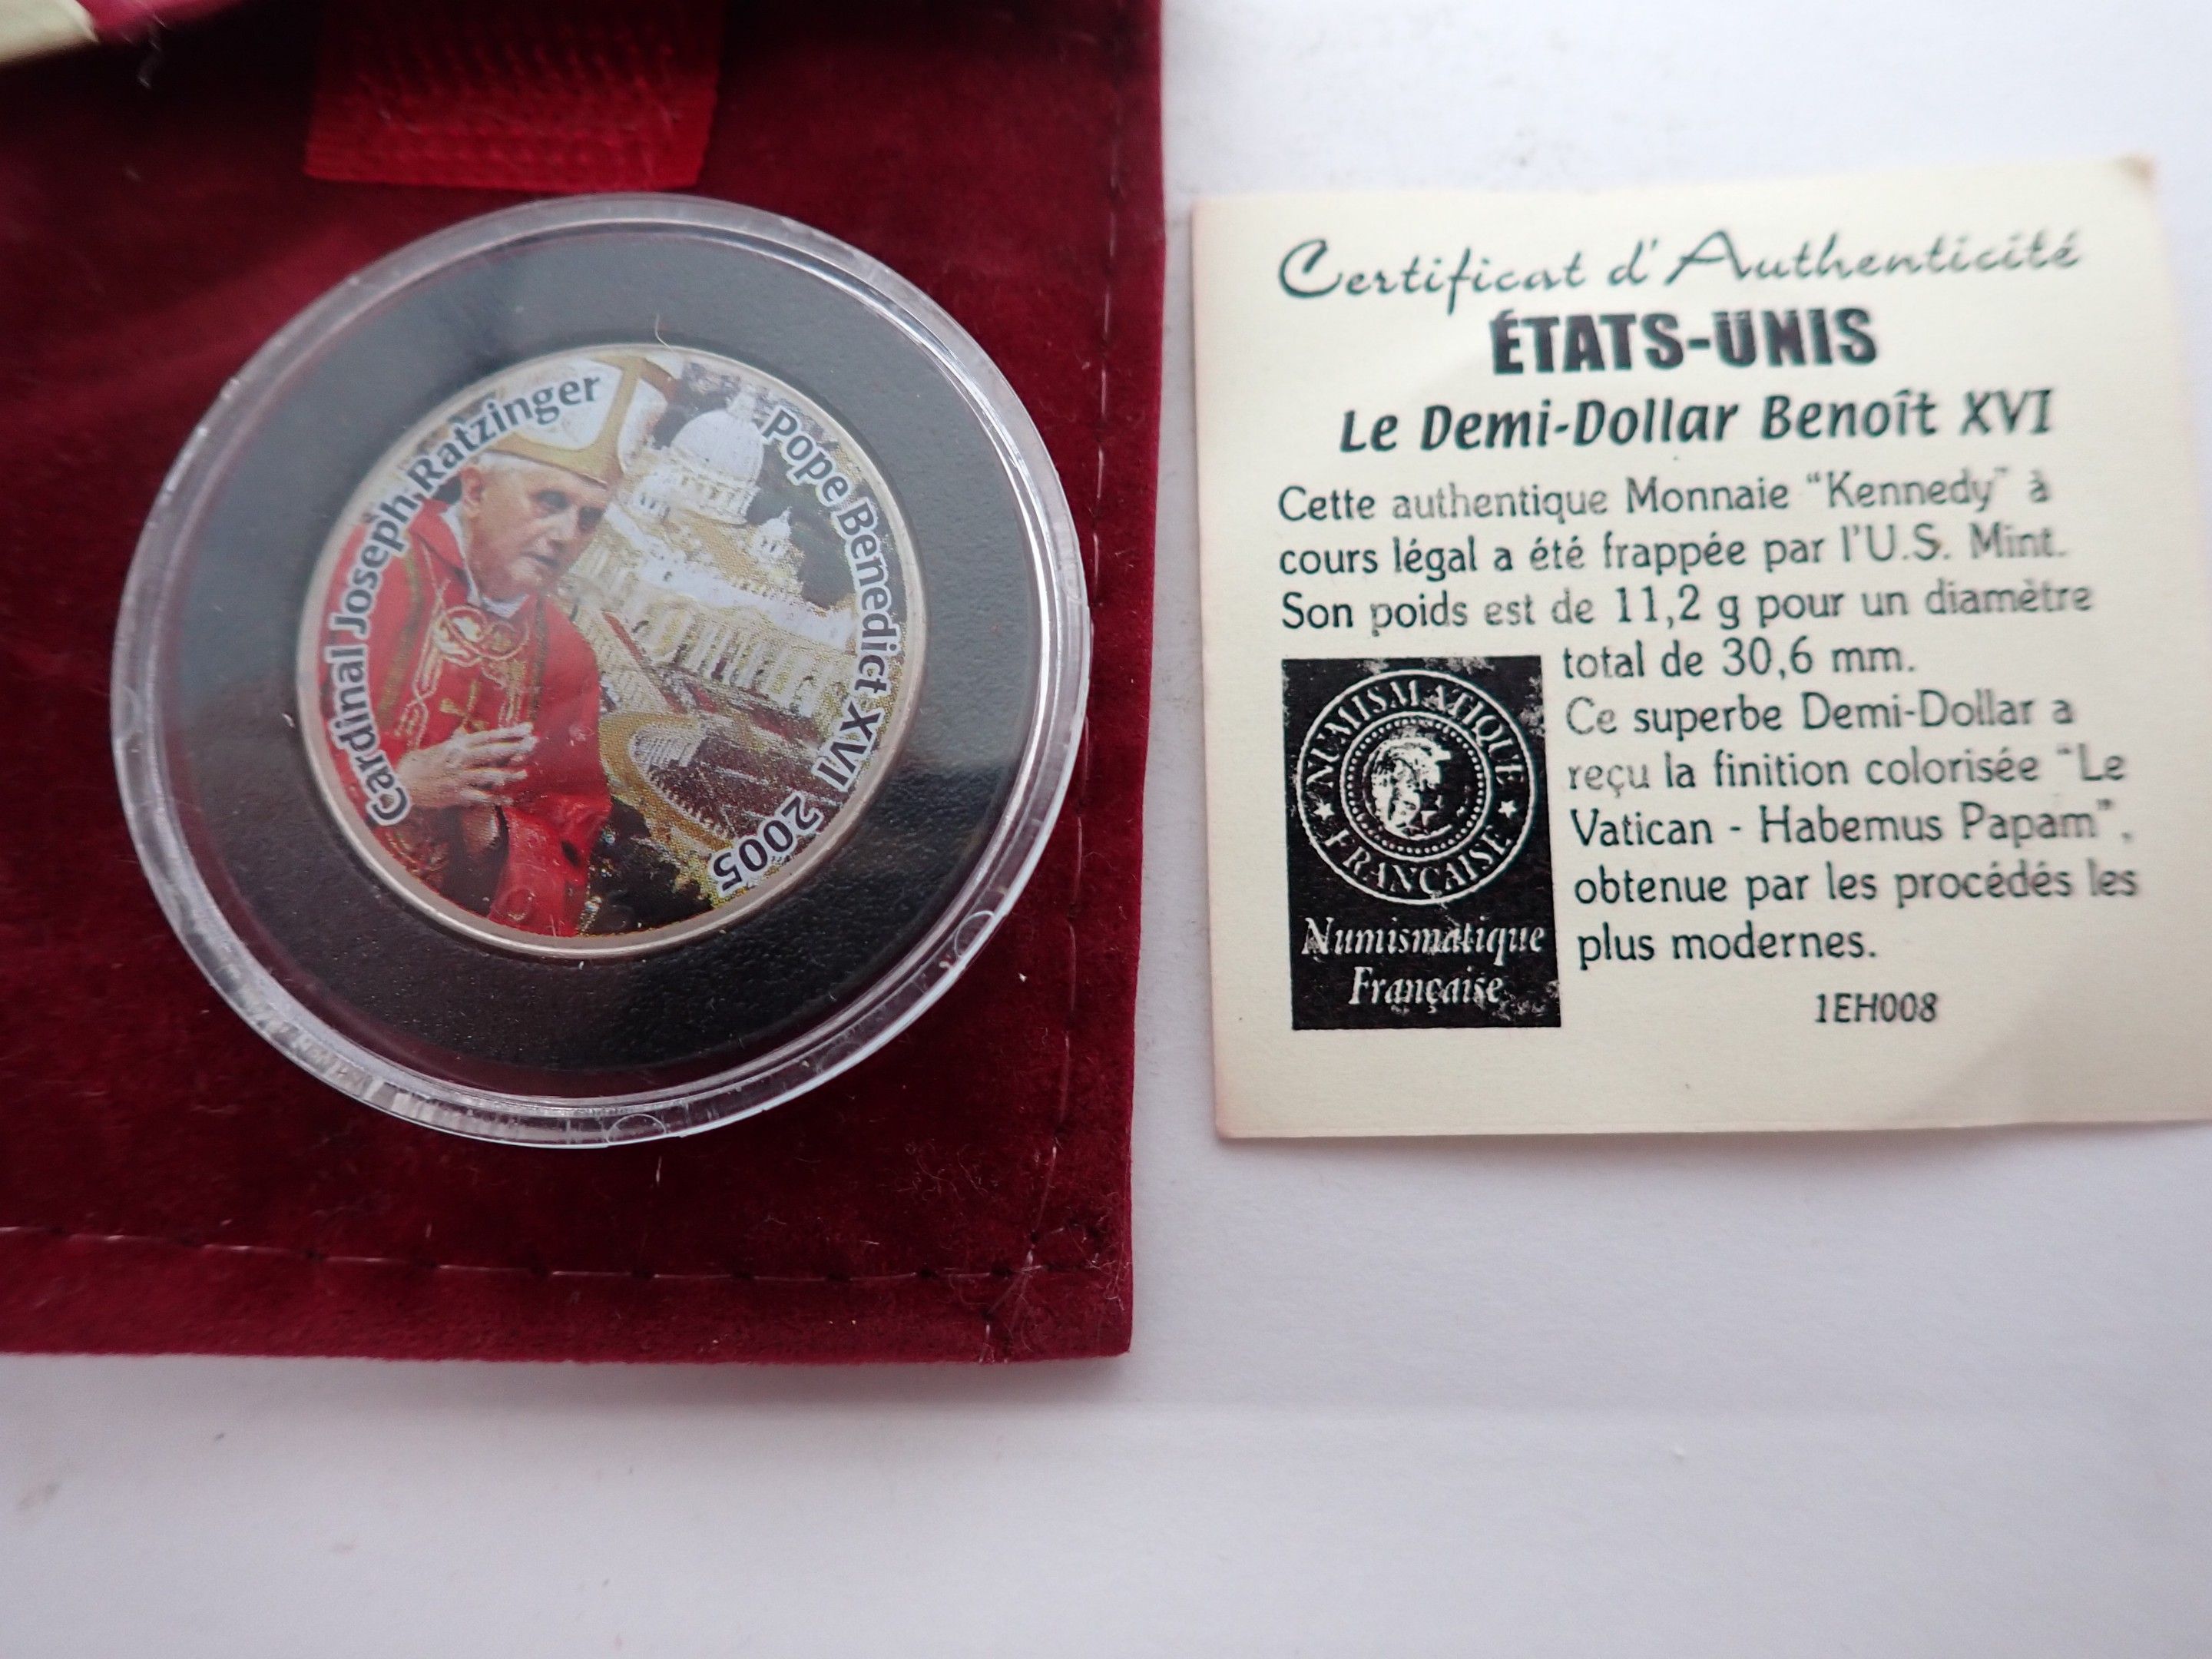 Cardinal Joseph Ratzinger
Pope Benedict XVI 2005
Certificat d'Authenticité
ÉTATS-UNIS
Le Demi-Dollar Benoît XVI
Cette authentique Monnaie "Kennedy" à
cours légal a été frappée par l'U.S. Mint.
Son poids est de 11,2 g pour un diamètre
total de 30,6 mm.
Ce superbe Demi-Dollar a
reçu la finition colorisée "Le
Vatican - Habemus Papam",
obtenue par les procédés les
plus modernes.
1EH008
NUMISMATIQUE
FRANÇAISE
Numismatique
Française